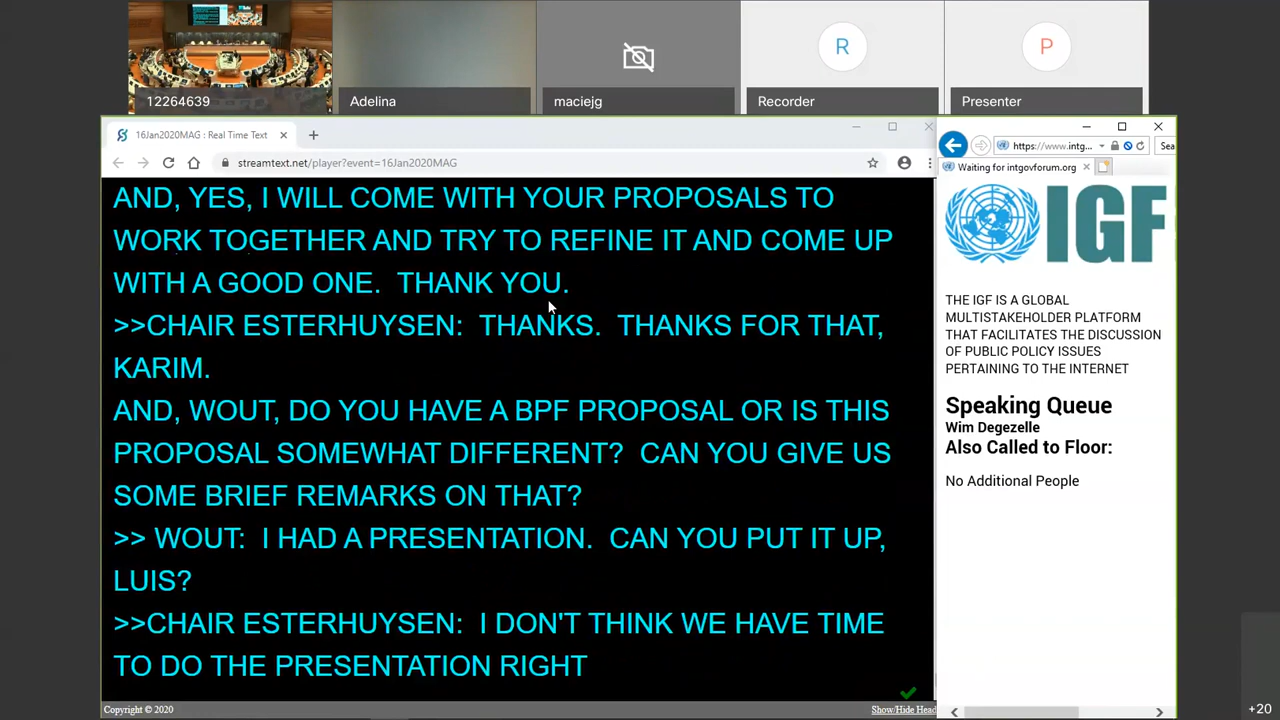 12264639
Adelina
maciejg
R
Recorder
P
Presenter
16Jan2020MAG : Real Time Text
streamtext.net/player?event=16Jan2020MAG
AND, YES, I WILL COME WITH YOUR PROPOSALS TO
WORK TOGETHER AND TRY TO REFINE IT AND COME UP
WITH A GOOD ONE.  THANK YOU.
>>CHAIR ESTERHUYSEN:  THANKS.  THANKS FOR THAT,
KARIM.
AND, WOUT, DO YOU HAVE A BPF PROPOSAL OR IS THIS
PROPOSAL SOMEWHAT DIFFERENT?  CAN YOU GIVE US
SOME BRIEF REMARKS ON THAT?
>> WOUT:  I HAD A PRESENTATION.  CAN YOU PUT IT UP,
LUIS?
>>CHAIR ESTERHUYSEN:  I DON'T THINK WE HAVE TIME
TO DO THE PRESENTATION RIGHT
Copyright © 2020
Show/Hide Head
https://www.intg...
Sea
Waiting for intgovforum.org
IGF
THE IGF IS A GLOBAL
MULTISTAKEHOLDER PLATFORM
THAT FACILITATES THE DISCUSSION
OF PUBLIC POLICY ISSUES
PERTAINING TO THE INTERNET
Speaking Queue
Wim Degezelle
Also Called to Floor:
No Additional People
+20